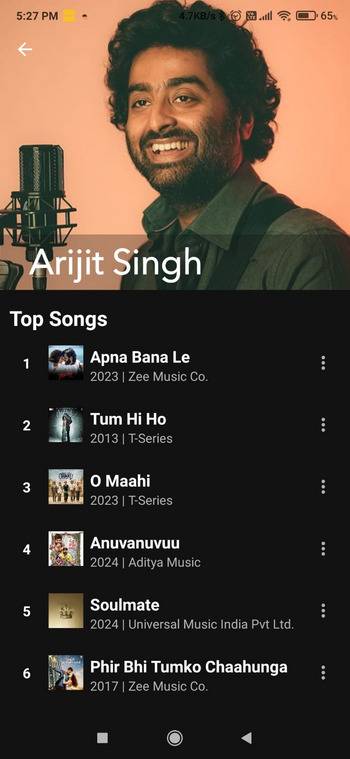 5:27 PM
4.7KB/s
65%
Arijit Singh
Top Songs
1
Apna Bana Le
2023 | Zee Music Co.
2
Tum Hi Ho
2013 | T-Series
3
O Maahi
2023 | T-Series
4
Anuvanuvuu
2024 | Aditya Music
5
Soulmate
2024 | Universal Music India Pvt Ltd.
6
Phir Bhi Tumko Chaahunga
2017 | Zee Music Co.